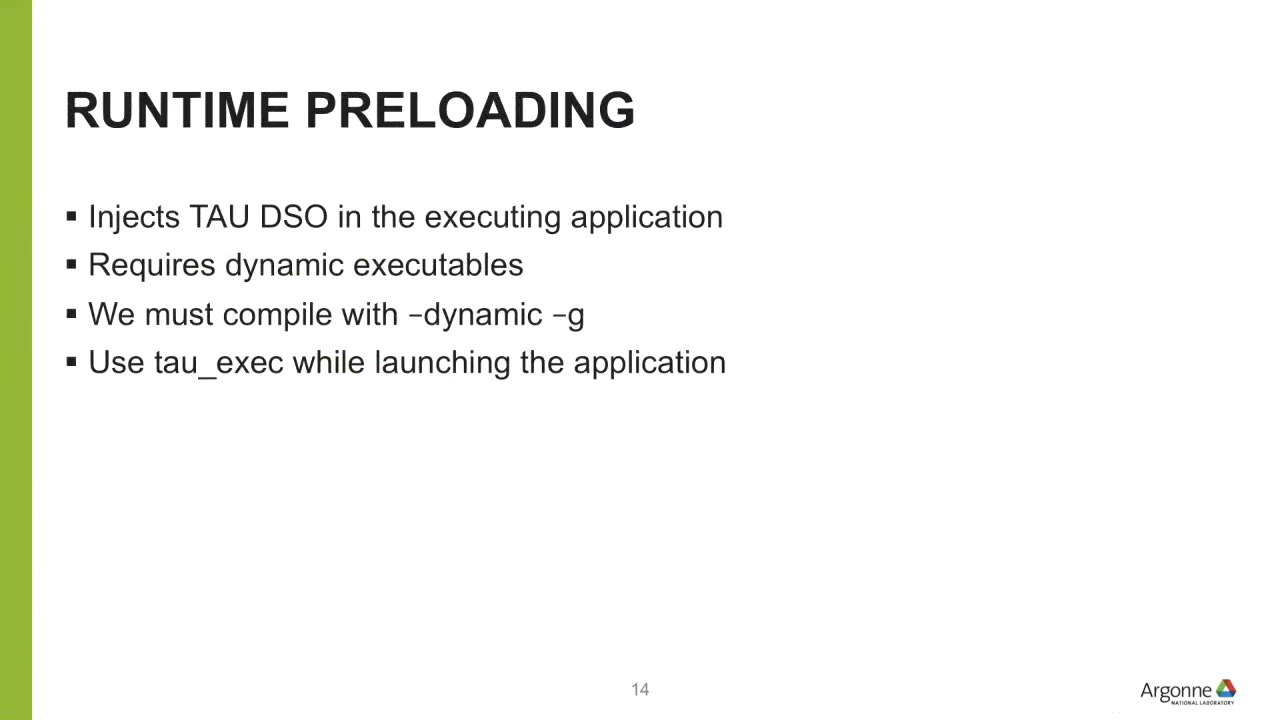 RUNTIME PRELOADING
▪ Injects TAU DSO in the executing application
▪ Requires dynamic executables
▪ We must compile with –dynamic –g
▪ Use tau_exec while launching the application
14
Argonne
NATIONAL LABORATORY